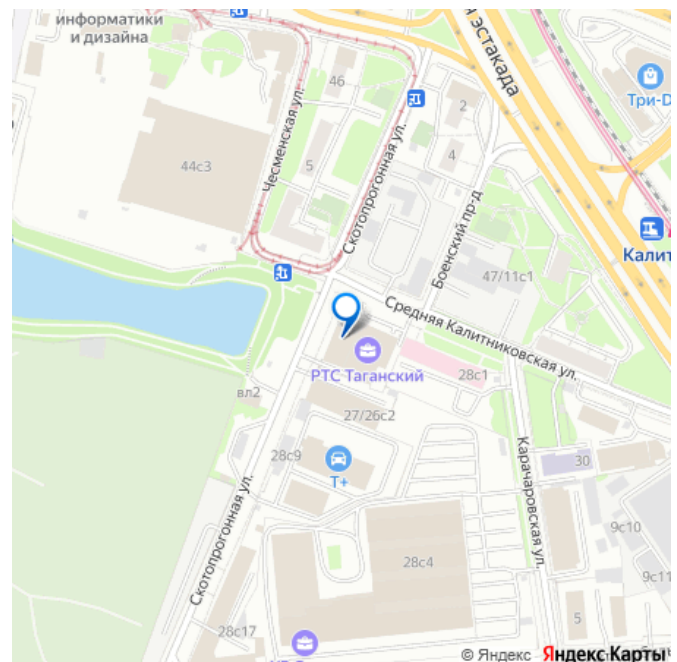 информатики
и дизайна
46
эстакада
2
Три-D
Чесменская ул.
44с3
5
4
Скотопрогонная ул.
Боенский пр-д
Калит
47/11с1
Средняя Калитниковская ул.
РТС Таганский
28с1
вл2
27/26с2
28с9
Т+
30
Карачаровская ул.
Скотопрогонная ул.
9с10
28с4
9с11
5
28с17
© Яндекс Яндекс Карты